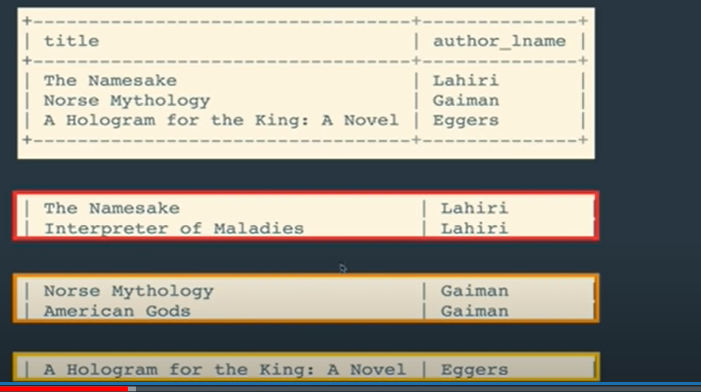 +--------------------------------------+--------------+
| title                                | author_lname |
+--------------------------------------+--------------+
| The Namesake                         | Lahiri       |
| Norse Mythology                      | Gaiman       |
| A Hologram for the King: A Novel     | Eggers       |
+--------------------------------------+--------------+
| The Namesake                         | Lahiri       |
| Interpreter of Maladies              | Lahiri       |
| Norse Mythology                      | Gaiman       |
| American Gods                        | Gaiman       |
| A Hologram for the King: A Novel     | Eggers       |